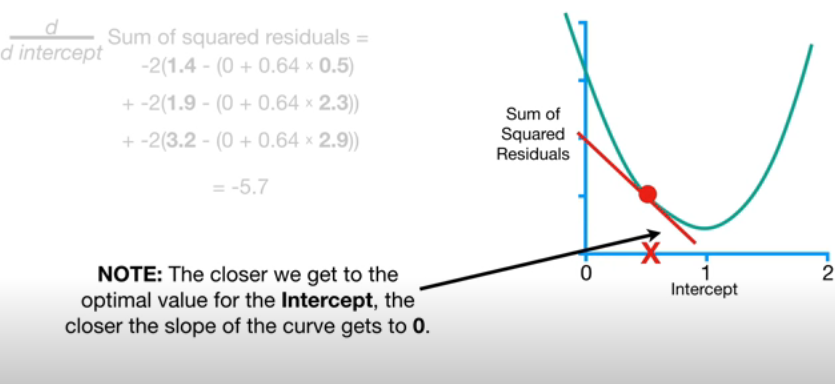 d
d intercept
Sum of squared residuals =
-2(1.4 - (0 + 0.64 × 0.5)
+ -2(1.9 - (0 + 0.64 × 2.3))
+ -2(3.2 - (0 + 0.64 × 2.9))
= -5.7
NOTE: The closer we get to the
optimal value for the Intercept, the
closer the slope of the curve gets to 0.
Sum of
Squared
Residuals
X
0 1 2
Intercept